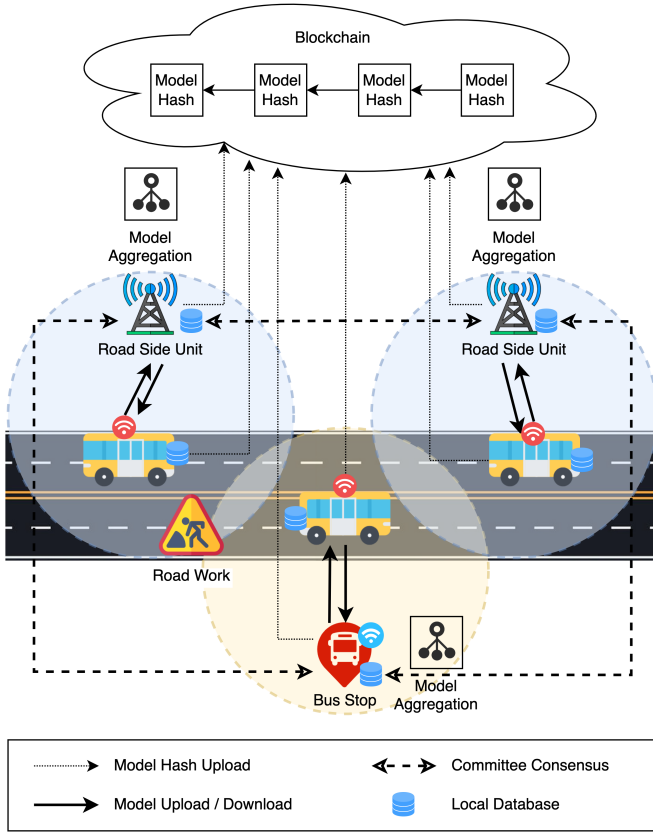 Blockchain
Model
Hash
Model
Hash
Model
Hash
Model
Hash
Model
Aggregation
Model
Aggregation
Road Side Unit
Road Side Unit
Road Work
Bus Stop
Model
Aggregation
Model Hash Upload
Committee Consensus
Model Upload / Download
Local Database